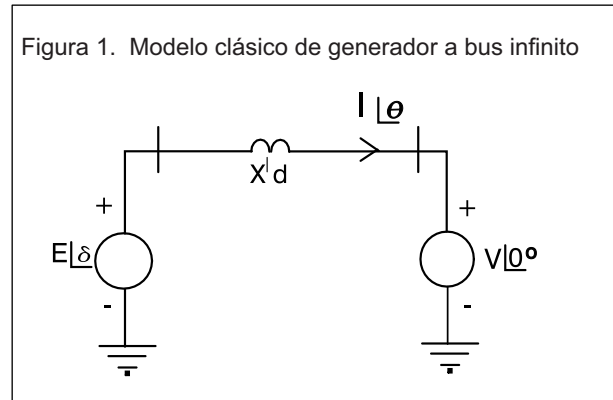 Figura 1. Modelo clásico de generador a bus infinito
I∠θ
X'd
+
+
E∠δ
V∠0º
-
-